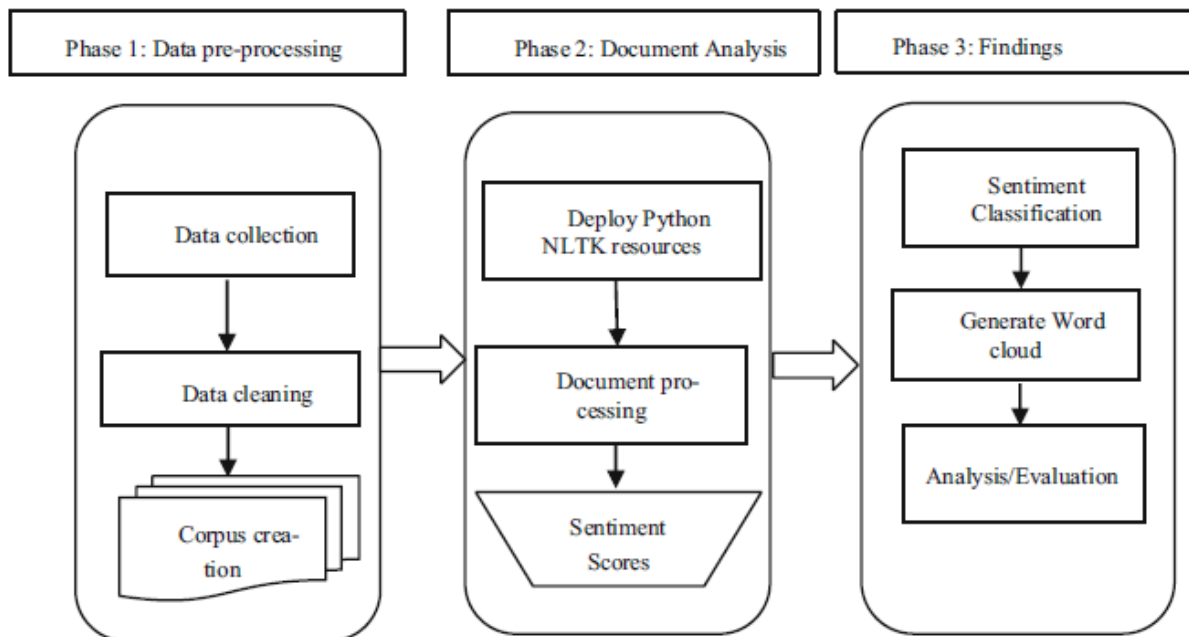 Phase 1: Data pre-processing
Phase 2: Document Analysis
Phase 3: Findings
Data collection
Data cleaning
Corpus crea-
tion
Deploy Python
NLTK resources
Document pro-
cessing
Sentiment
Scores
Sentiment
Classification
Generate Word
cloud
Analysis/Evaluation